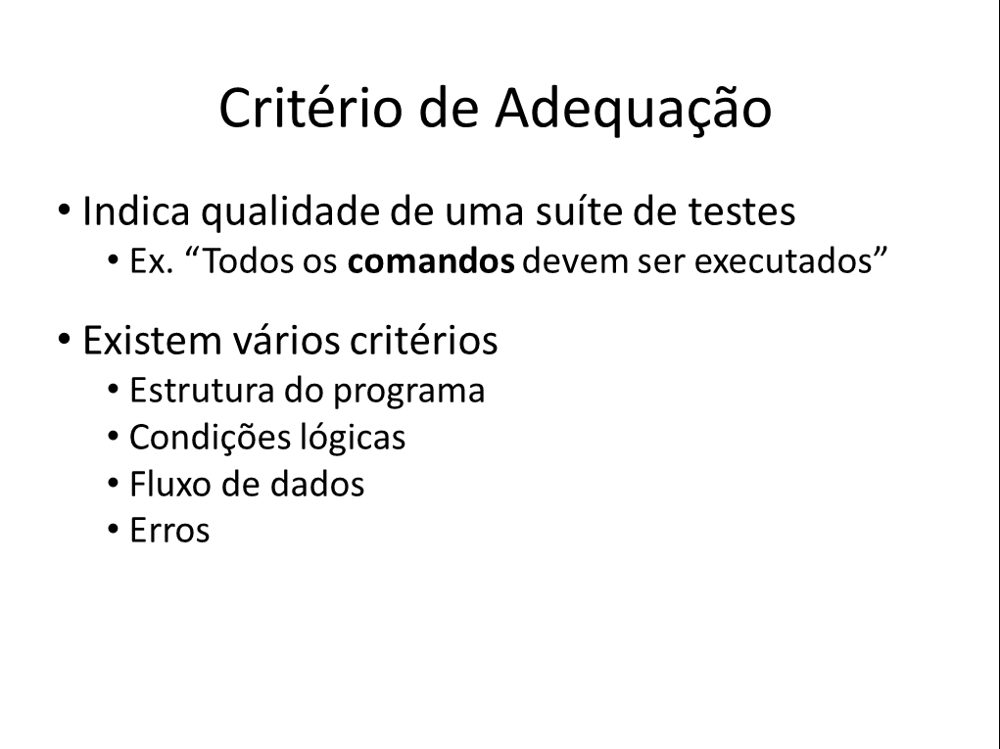 Critério de Adequação
• Indica qualidade de uma suíte de testes
• Ex. “Todos os comandos devem ser executados”
• Existem vários critérios
• Estrutura do programa
• Condições lógicas
• Fluxo de dados
• Erros